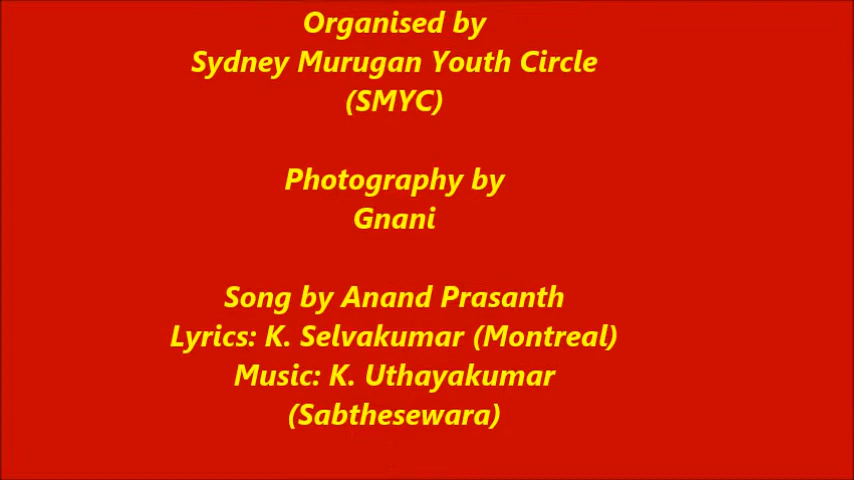 Organised by
Sydney Murugan Youth Circle
(SMYC)
Photography by
Gnani
Song by Anand Prasanth
Lyrics: K. Selvakumar (Montreal)
Music: K. Uthayakumar
(Sabthesewara)